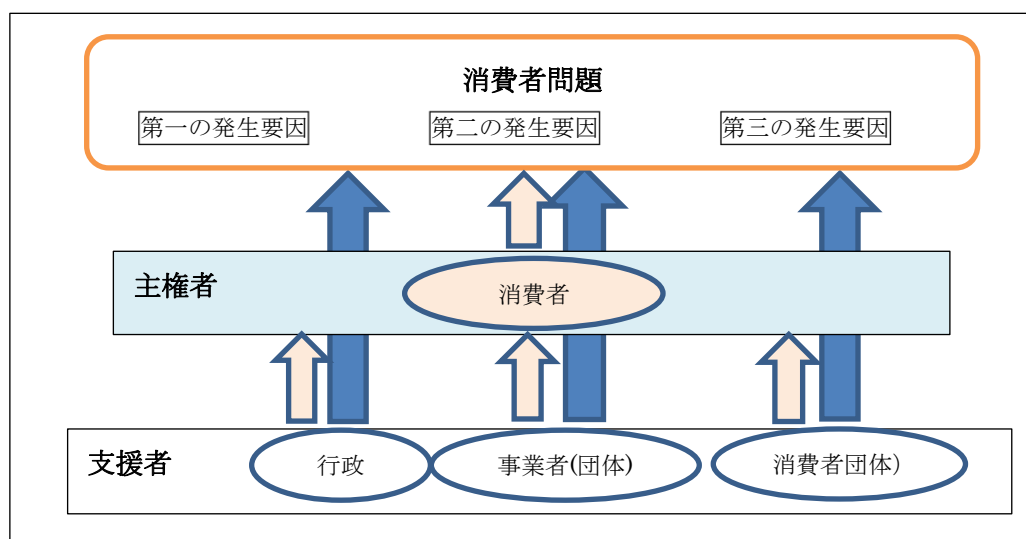 消費者問題
第一の発生要因
第二の発生要因
第三の発生要因
主権者
消費者
支援者
行政
事業者(団体)
消費者団体）